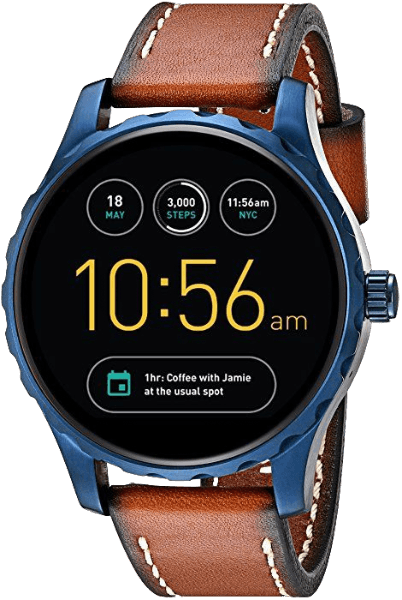 18
MAY
3,000
STEPS
11:56am
NYC
10:56am
1hr: Coffee with Jamie
at the usual spot